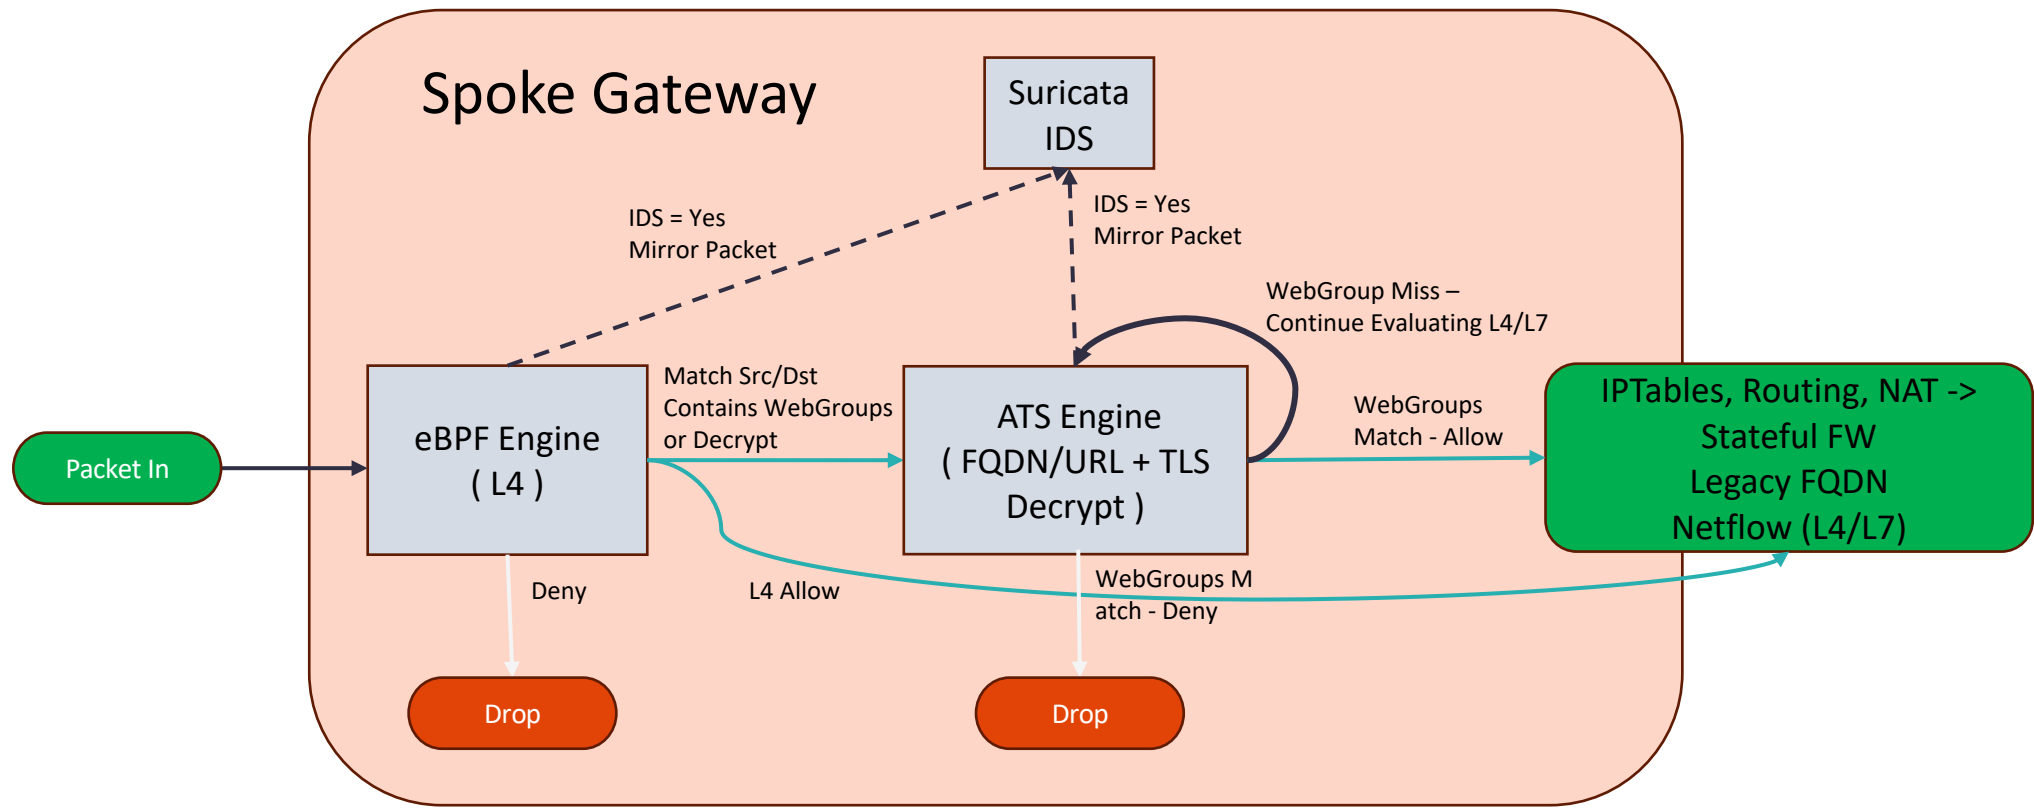 Spoke Gateway
Suricata
IDS
IDS = Yes
Mirror Packet
IDS = Yes
Mirror Packet
WebGroup Miss –
Continue Evaluating L4/L7
Packet In
eBPF Engine
( L4 )
Match Src/Dst
Contains WebGroups
or Decrypt
ATS Engine
( FQDN/URL + TLS
Decrypt )
WebGroups
Match - Allow
IPTables, Routing, NAT ->
Stateful FW
Legacy FQDN
Netflow (L4/L7)
Deny
L4 Allow
WebGroups M
atch - Deny
Drop
Drop